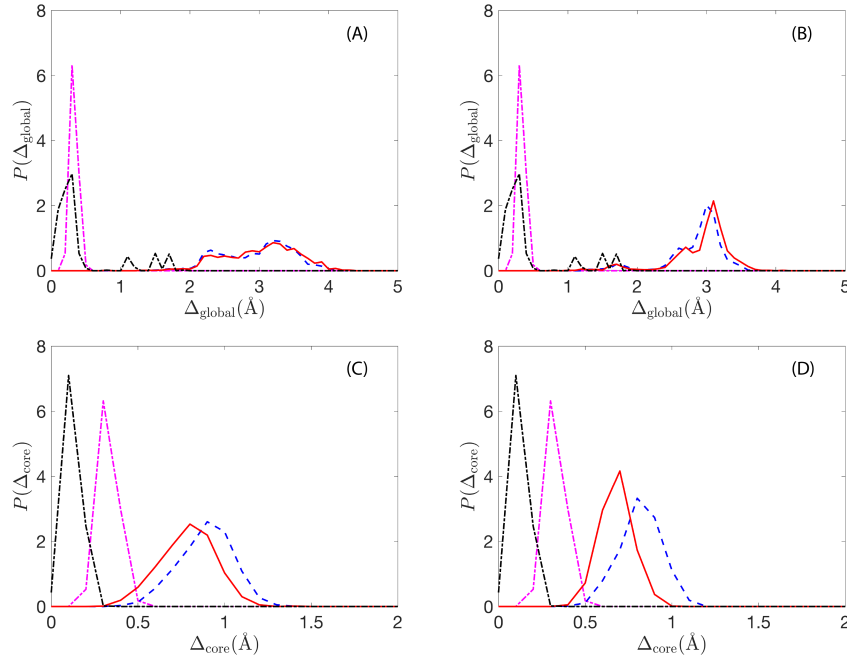 8
6
4
2
0
P(Δglobal)
(A)
0 1 2 3 4 5
Δglobal(Å)
8
6
4
2
0
P(Δglobal)
(B)
0 1 2 3 4 5
Δglobal(Å)
8
6
4
2
0
P(Δcore)
(C)
0 0.5 1 1.5 2
Δcore(Å)
8
6
4
2
0
P(Δcore)
(D)
0 0.5 1 1.5 2
Δcore(Å)